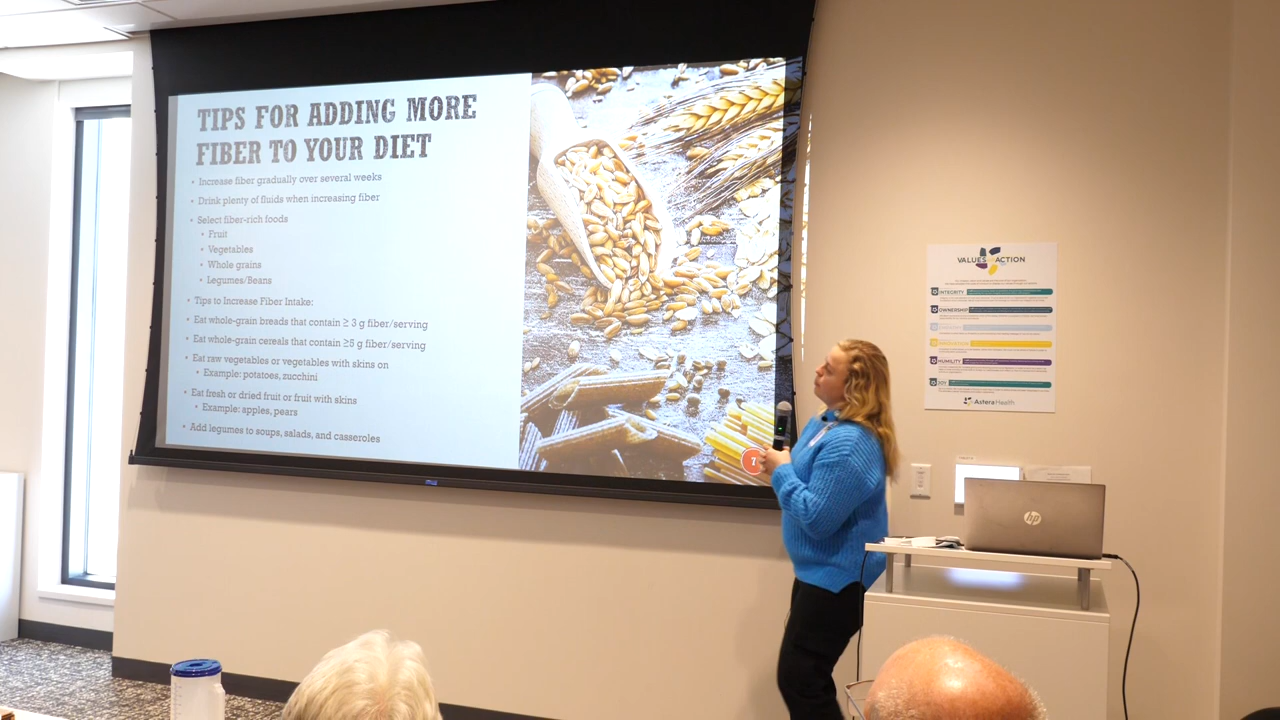 TIPS FOR ADDING MORE
FIBER TO YOUR DIET
• Increase fiber gradually over several weeks
• Drink plenty of fluids when increasing fiber
• Select fiber-rich foods
• Fruit
• Vegetables
• Whole grains
• Legumes/Beans
• Tips to Increase Fiber Intake:
• Eat whole-grain breads that contain ≥ 3 g fiber/serving
• Eat whole-grain cereals that contain ≥5 g fiber/serving
• Eat raw vegetables or vegetables with skins on
• Example: potatoes, zucchini
• Eat fresh or dried fruit or fruit with skins
• Example: apples, pears
• Add legumes to soups, salads, and casseroles
7
VALUES ACTION
INTEGRITY
OWNERSHIP
HUMILITY
JOY
Astera Health
hp